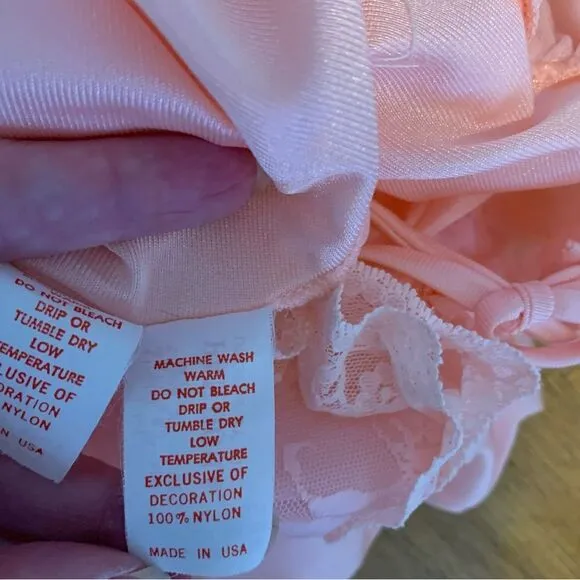 DO NOT BLEACH
DRIP OR
TUMBLE DRY
LOW
TEMPERATURE
EXCLUSIVE OF
DECORATION
NYLON
IN USA
MACHINE WASH
WARM
DO NOT BLEACH
DRIP OR
TUMBLE DRY
LOW
TEMPERATURE
EXCLUSIVE OF
DECORATION
100% NYLON
MADE IN USA